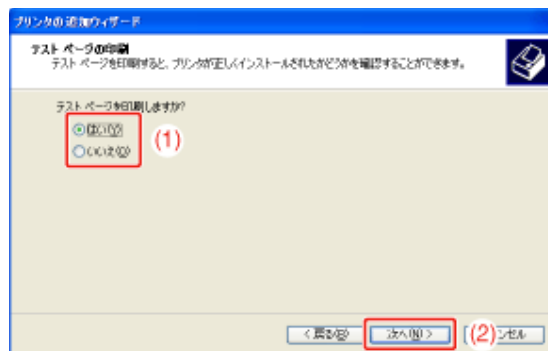 プリンタの追加ウィザード
テスト ページの印刷
テスト ページを印刷すると、プリンタが正しくインストールされたかどうかを確認することができます。
テスト ページを印刷しますか?
はい(Y)
いいえ(O)
(1)
< 戻る(B)
次へ(N) >
(2)
ンセル